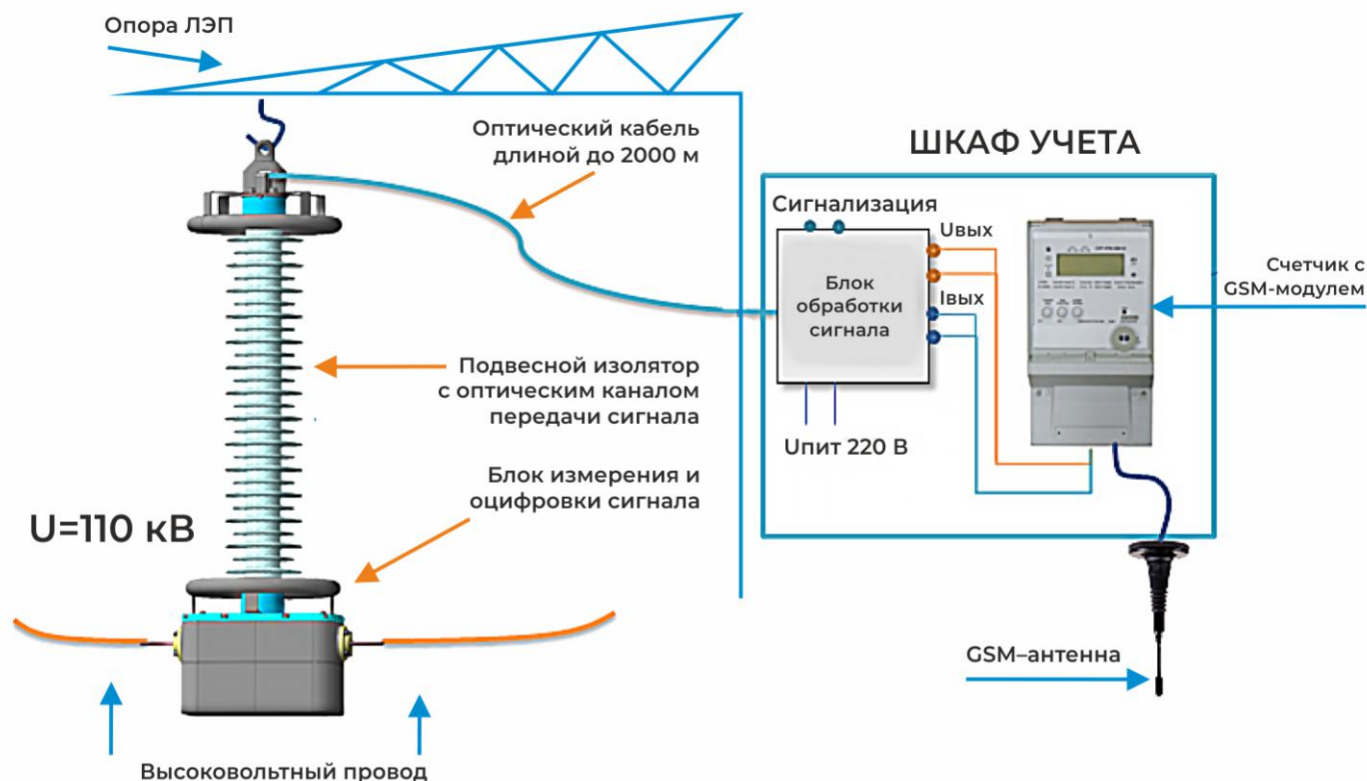 Опора ЛЭП
Оптический кабель
длиной до 2000 м
ШКАФ УЧЕТА
Сигнализация
Uвых
Блок
обработки
сигнала
Iвых
Счетчик с
GSM-модулем
Подвесной изолятор
с оптическим каналом
передачи сигнала
Uпит 220 В
Блок измерения и
оцифровки сигнала
U=110 кВ
GSM–антенна
Высоковольтный провод